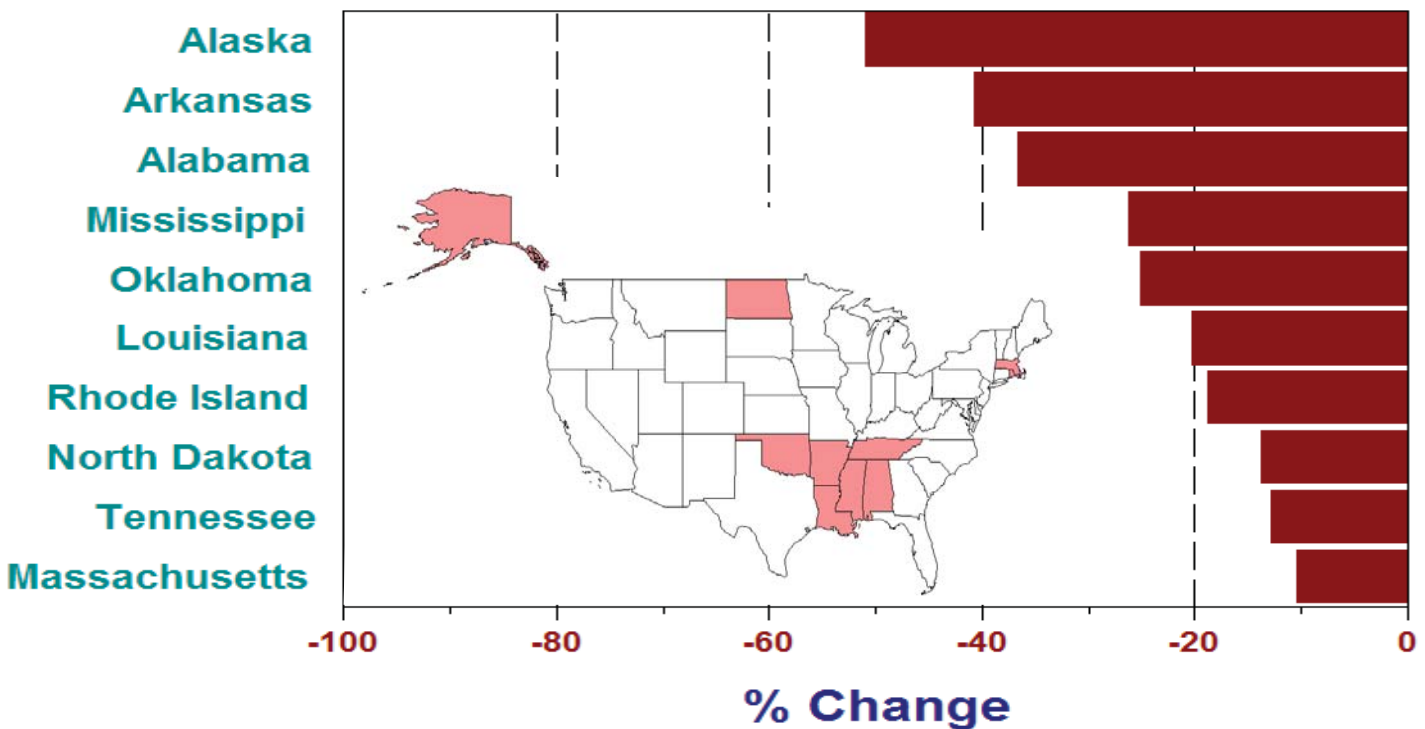 Alaska
Arkansas
Alabama
Mississippi
Oklahoma
Louisiana
Rhode Island
North Dakota
Tennessee
Massachusetts
-100 -80 -60 -40 -20 0
% Change